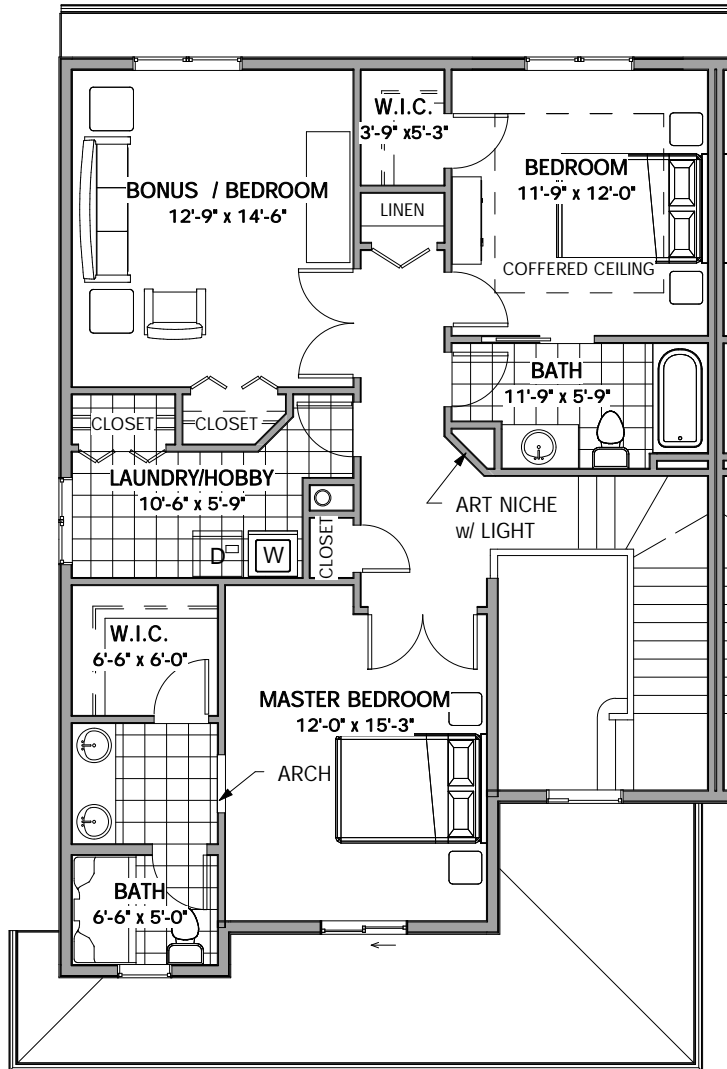 W.I.C.
3'-9" x5'-3"
BEDROOM
11'-9" x 12'-0"
BONUS / BEDROOM
12'-9" x 14'-6"
LINEN
COFFERED CEILING
BATH
11'-9" x 5'-9"
CLOSET
CLOSET
LAUNDRY/HOBBY
10'-6" x 5'-9"
ART NICHE
w/ LIGHT
D
W
CLOSET
W.I.C.
6'-6" x 6'-0"
MASTER BEDROOM
12'-0" x 15'-3"
ARCH
BATH
6'-6" x 5'-0"